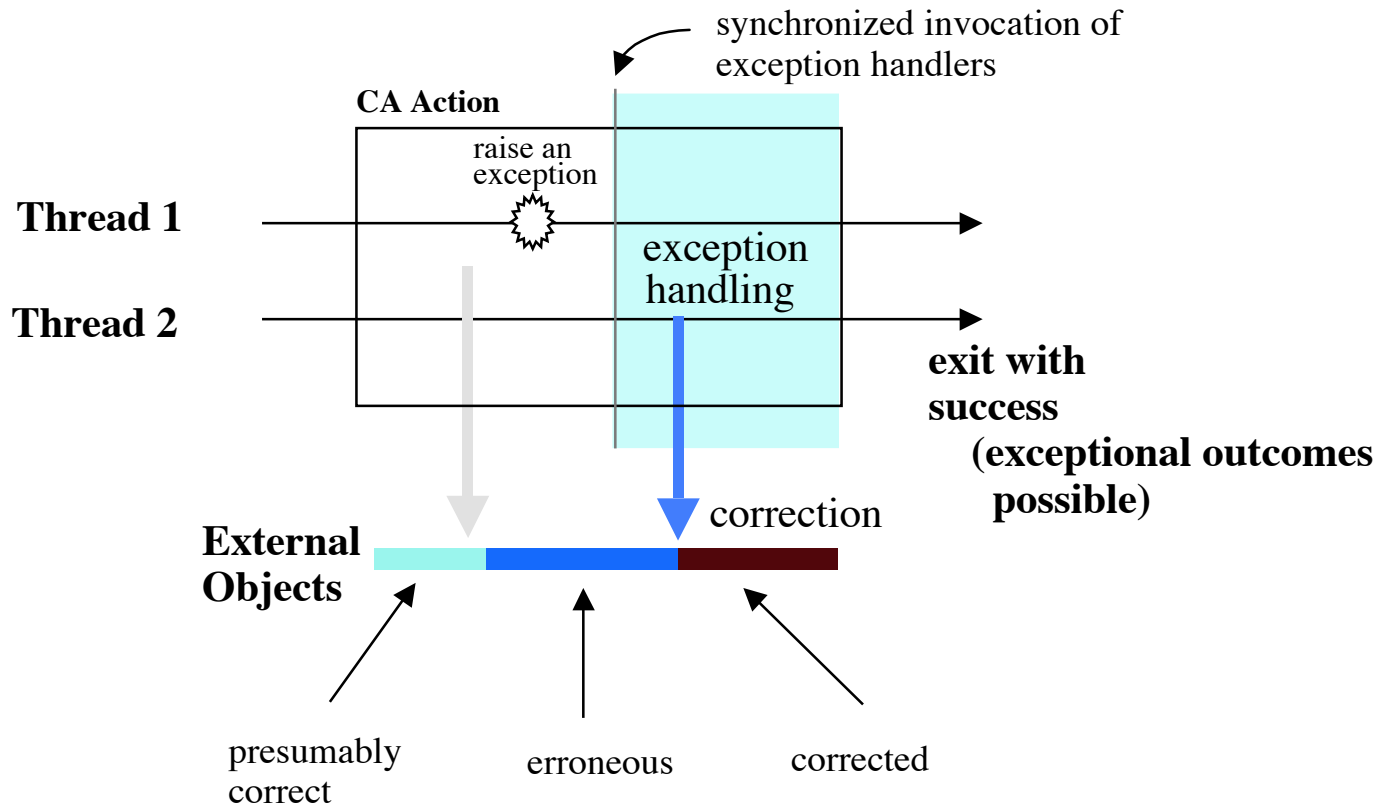 synchronized invocation of
exception handlers
CA Action
raise an
exception
Thread 1
exception
handling
Thread 2
exit with
success
(exceptional outcomes
possible)
correction
External
Objects
presumably
correct
erroneous
corrected